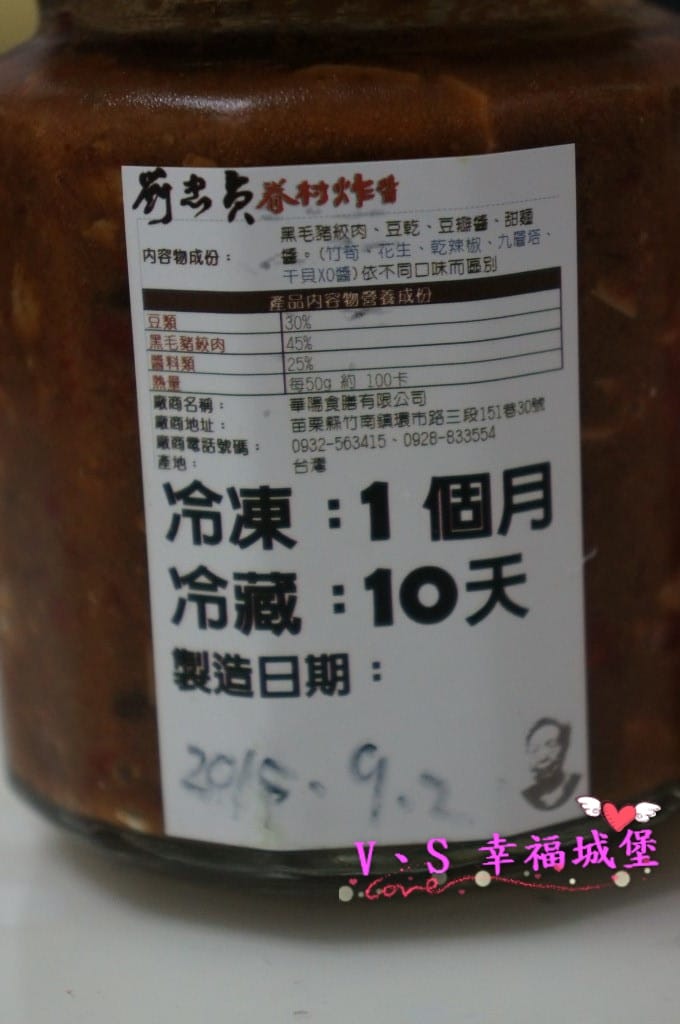 劉忠貞眷村炸醬
內容物成份：
黑毛豬絞肉、豆乾、豆瓣醬、甜麵
醬。(竹筍、花生、乾辣椒、九層塔、
干貝XO醬)依不同口味而區別
產品內容物營養成份
豆類 30%
黑毛豬絞肉 45%
醬料類 25%
熱量 每50g 約 100卡
廠商名稱： 華陽食膳有限公司
廠商地址： 苗栗縣竹南鎮環市路三段151巷30號
廠商電話號碼： 0932-563415、0928-833554
產地： 台灣
冷凍：1個月
冷藏：10天
製造日期：
2015.9.2
V、S 幸福城堡
Love